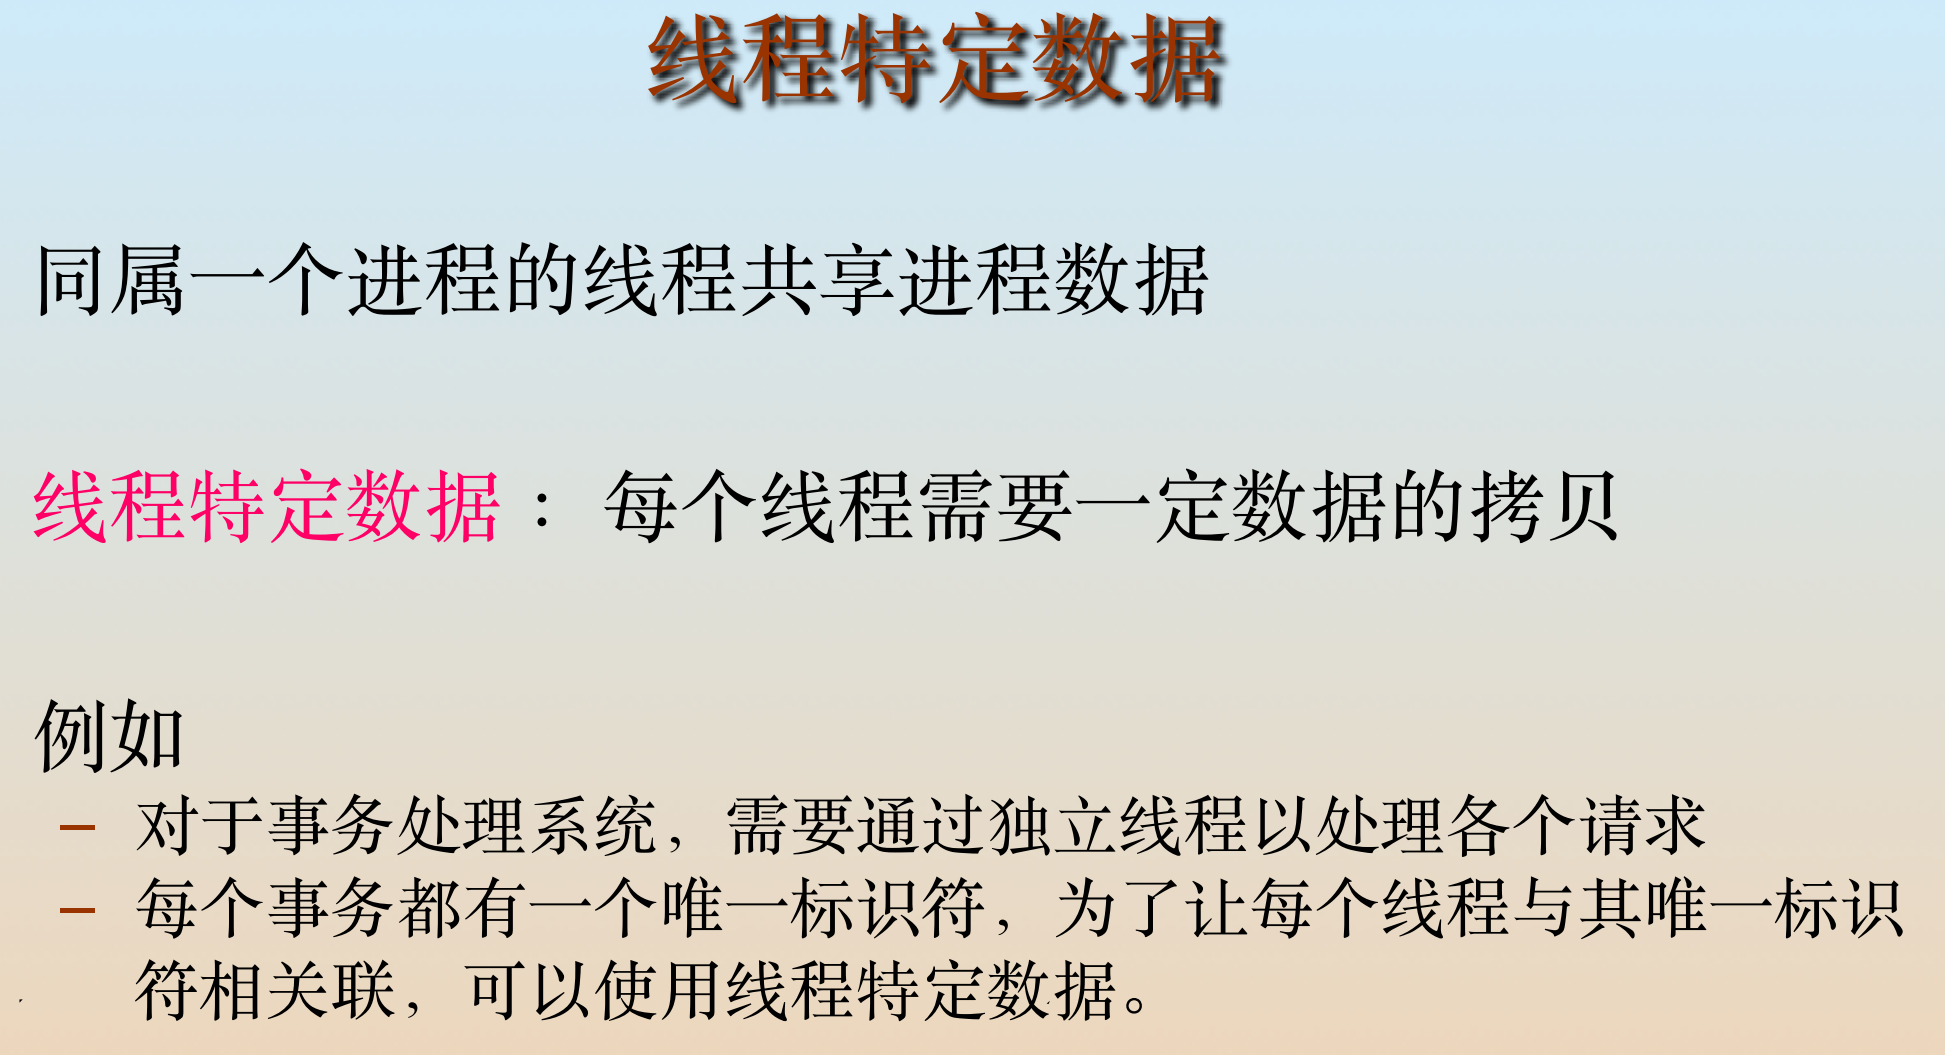 线程特定数据
同属一个进程的线程共享进程数据
线程特定数据： 每个线程需要一定数据的拷贝
例如
– 对于事务处理系统，需要通过独立线程以处理各个请求
– 每个事务都有一个唯一标识符，为了让每个线程与其唯一标识
符相关联，可以使用线程特定数据。